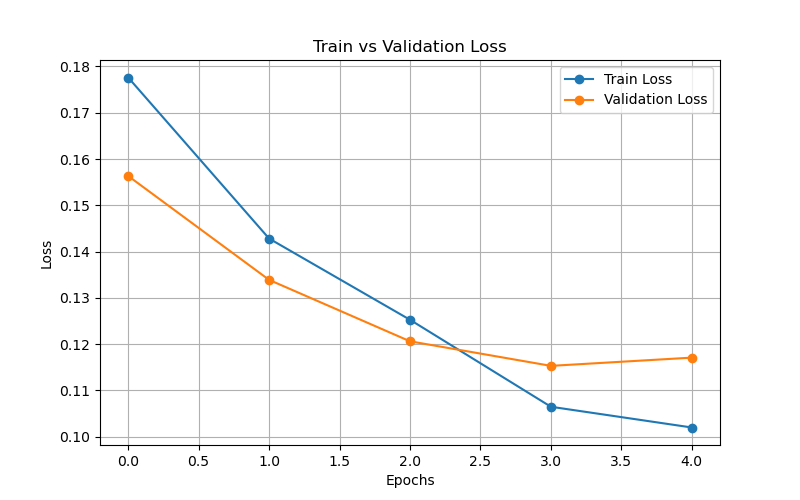 Train vs Validation Loss
Train Loss
Validation Loss
0.18
0.17
0.16
0.15
0.14
0.13
0.12
0.11
0.10
Loss
0.0 0.5 1.0 1.5 2.0 2.5 3.0 3.5 4.0
Epochs